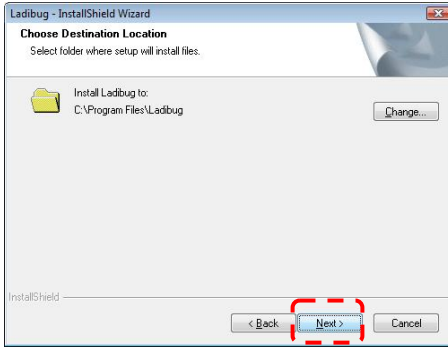 Ladibug - InstallShield Wizard
Choose Destination Location
Select folder where setup will install files.
Install Ladibug to:
C:\Program Files\Ladibug
Change...
InstallShield
< Back
Next >
Cancel